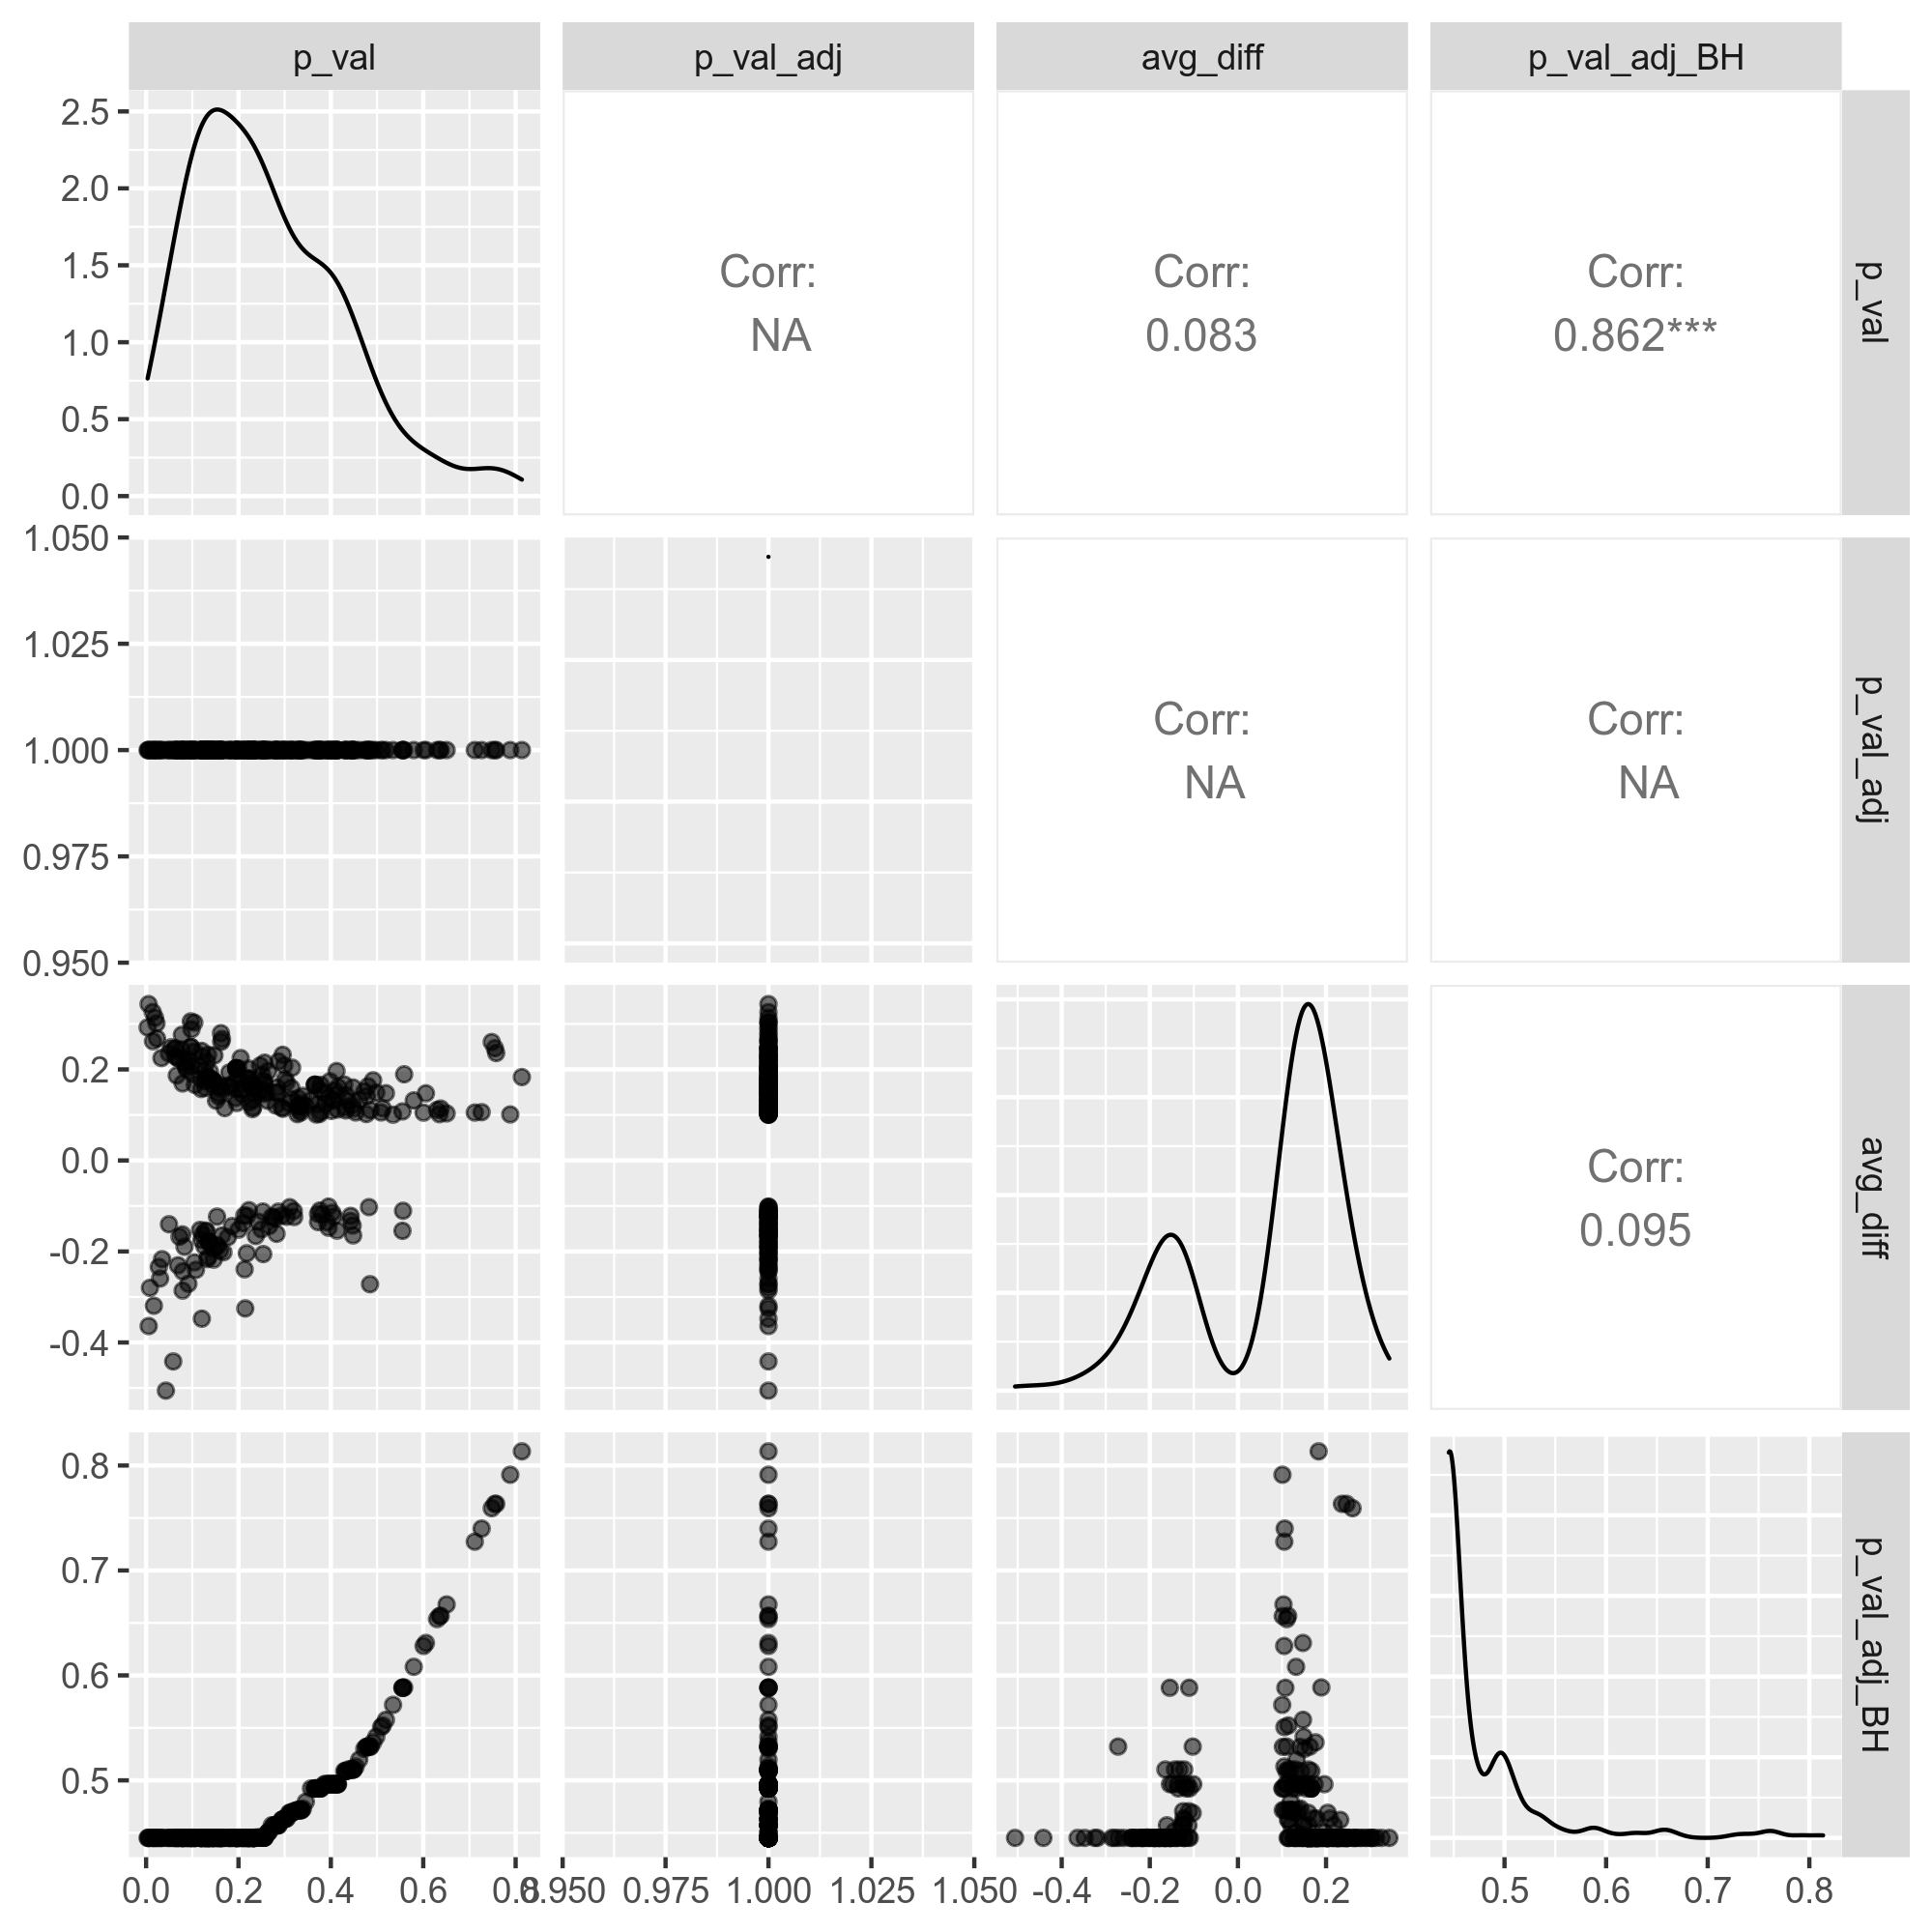 p_val p_val_adj avg_diff p_val_adj_BH
2.5
2.0
1.5
1.0
0.5
0.0
Corr:
NA
Corr:
0.083
Corr:
0.862***
p_val
1.050
1.025
1.000
0.975
0.950
Corr:
NA
Corr:
NA
p_val_adj
0.2
0.0
-0.2
-0.4
Corr:
0.095
avg_diff
0.8
0.7
0.6
0.5
p_val_adj_BH
0.0 0.2 0.4 0.6 0.8 0.950 0.975 1.000 1.025 1.050 -0.4 -0.2 0.0 0.2 0.5 0.6 0.7 0.8